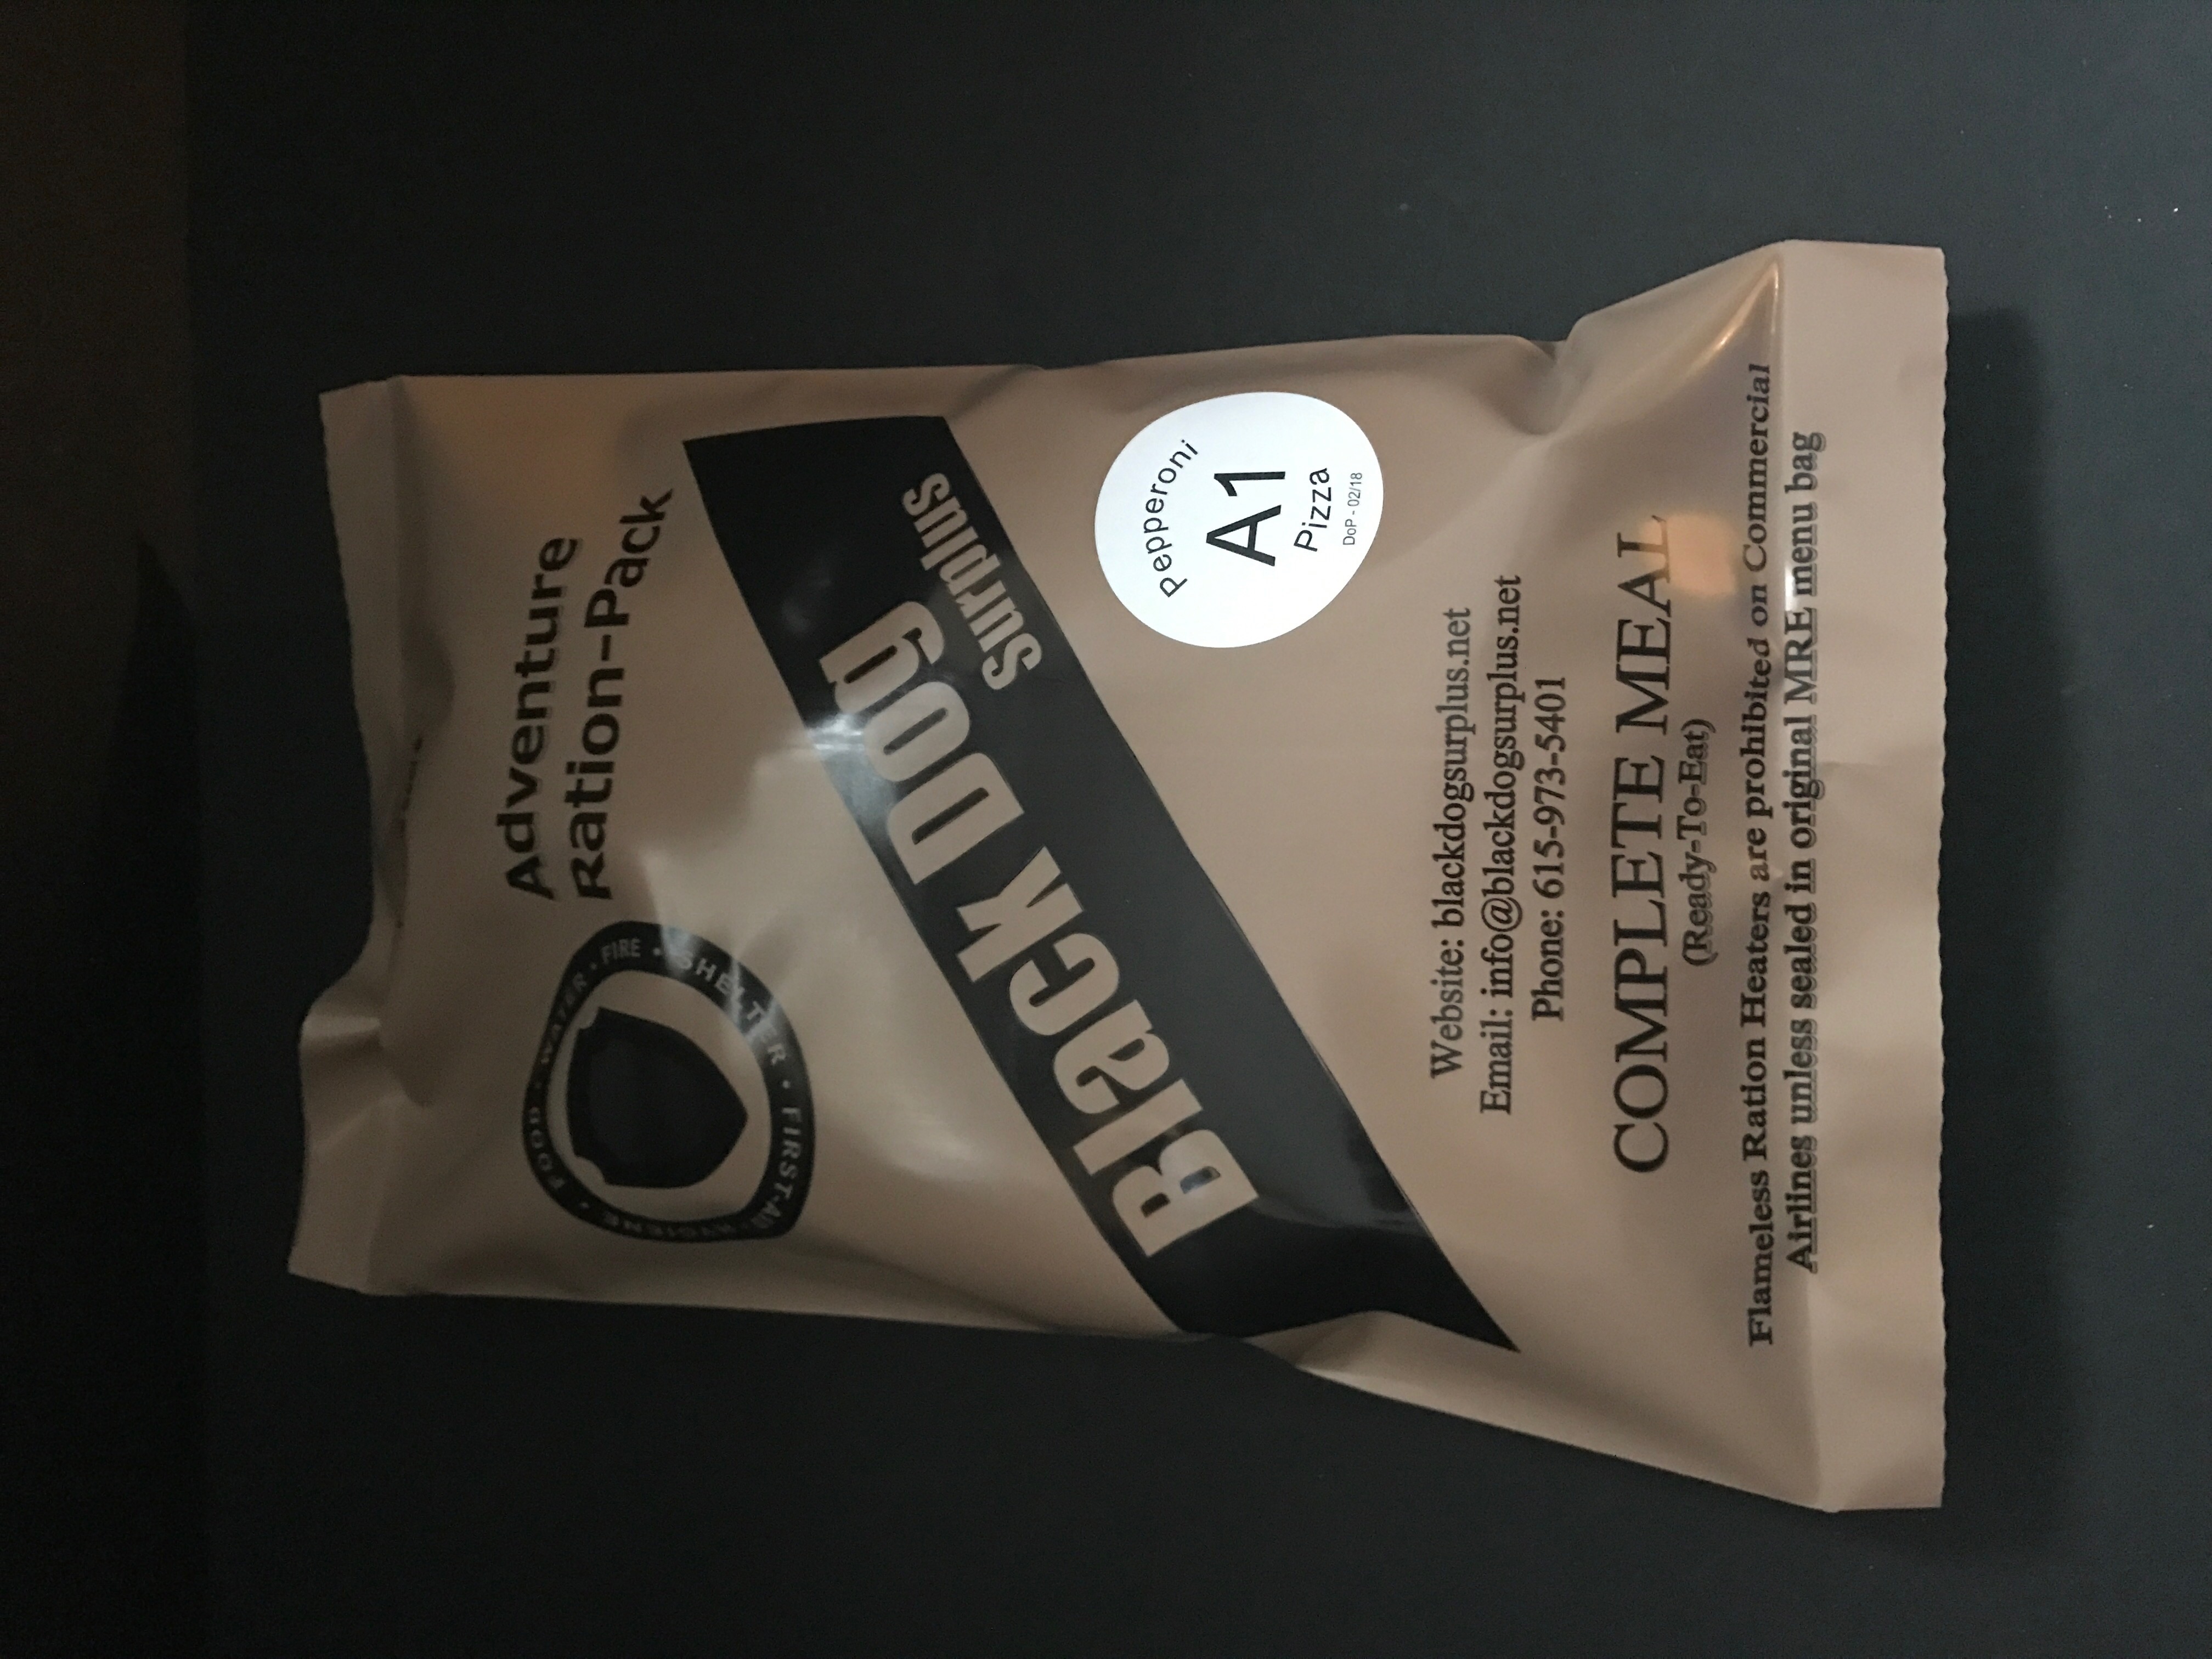 Adventure
Ration-Pack
FOOD • WATER • FIRE • SHELTER • FIRST-AID • HYGIENE •
Black Dog
Surplus
Pepperoni
A1
Pizza
DoP - 02/18
Website: blackdogsurplus.net
Email: info@blackdogsurplus.net
Phone: 615-973-5401
COMPLETE MEAL
(Ready-To-Eat)
Flameless Ration Heaters are prohibited on Commercial
Airlines unless sealed in original MRE menu bag